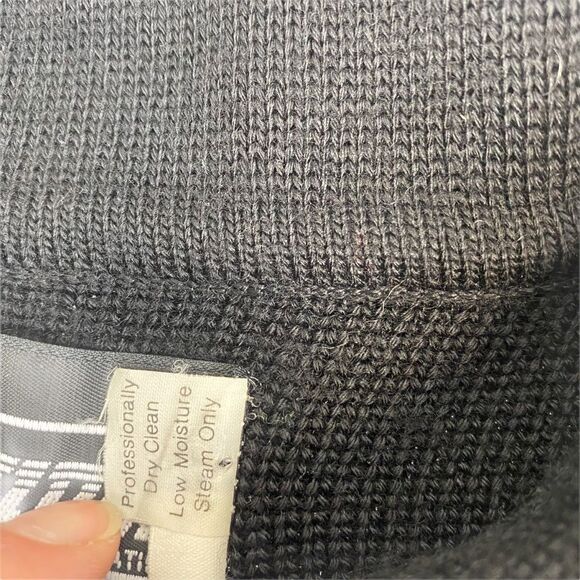 Professionally
Dry Clean
Low Moisture
Steam Only